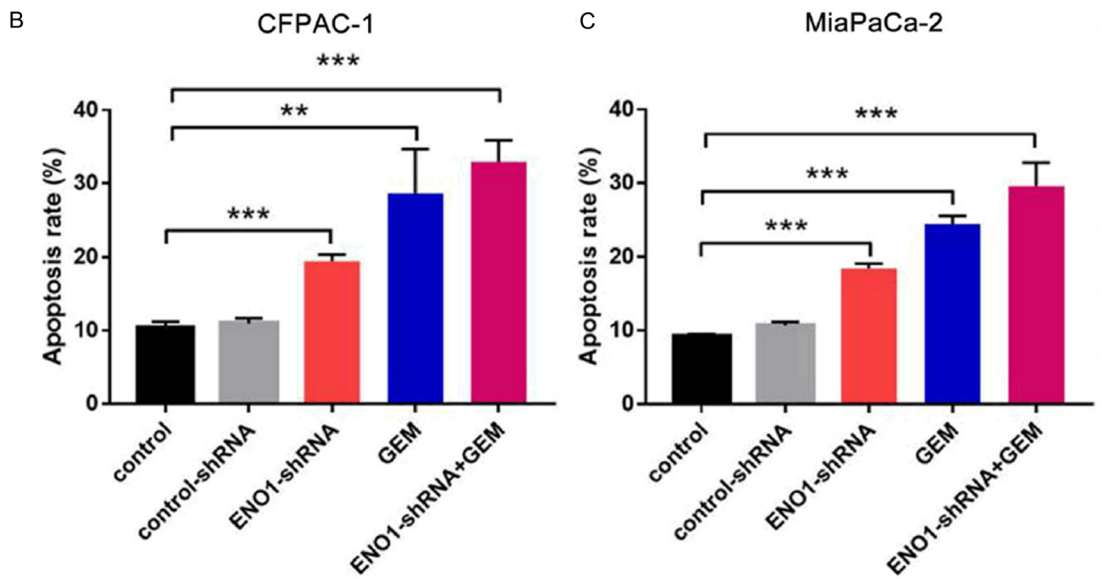 B
CFPAC-1
***
**
***
Apoptosis rate (%)
40
30
20
10
0
control
control-shRNA
ENO1-shRNA
GEM
ENO1-shRNA+GEM
C
MiaPaCa-2
***
***
***
Apoptosis rate (%)
40
30
20
10
0
control
control-shRNA
ENO1-shRNA
GEM
ENO1-shRNA+GEM